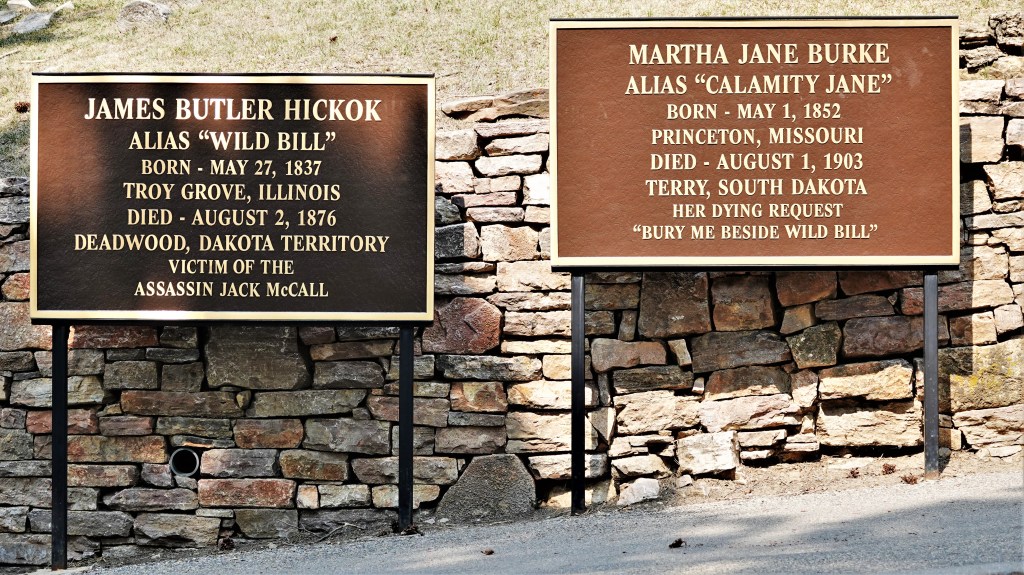 JAMES BUTLER HICKOK
ALIAS “WILD BILL”
BORN - MAY 27, 1837
TROY GROVE, ILLINOIS
DIED - AUGUST 2, 1876
DEADWOOD, DAKOTA TERRITORY
VICTIM OF THE
ASSASSIN JACK McCALL
MARTHA JANE BURKE
ALIAS “CALAMITY JANE”
BORN - MAY 1, 1852
PRINCETON, MISSOURI
DIED - AUGUST 1, 1903
TERRY, SOUTH DAKOTA
HER DYING REQUEST
“BURY ME BESIDE WILD BILL”